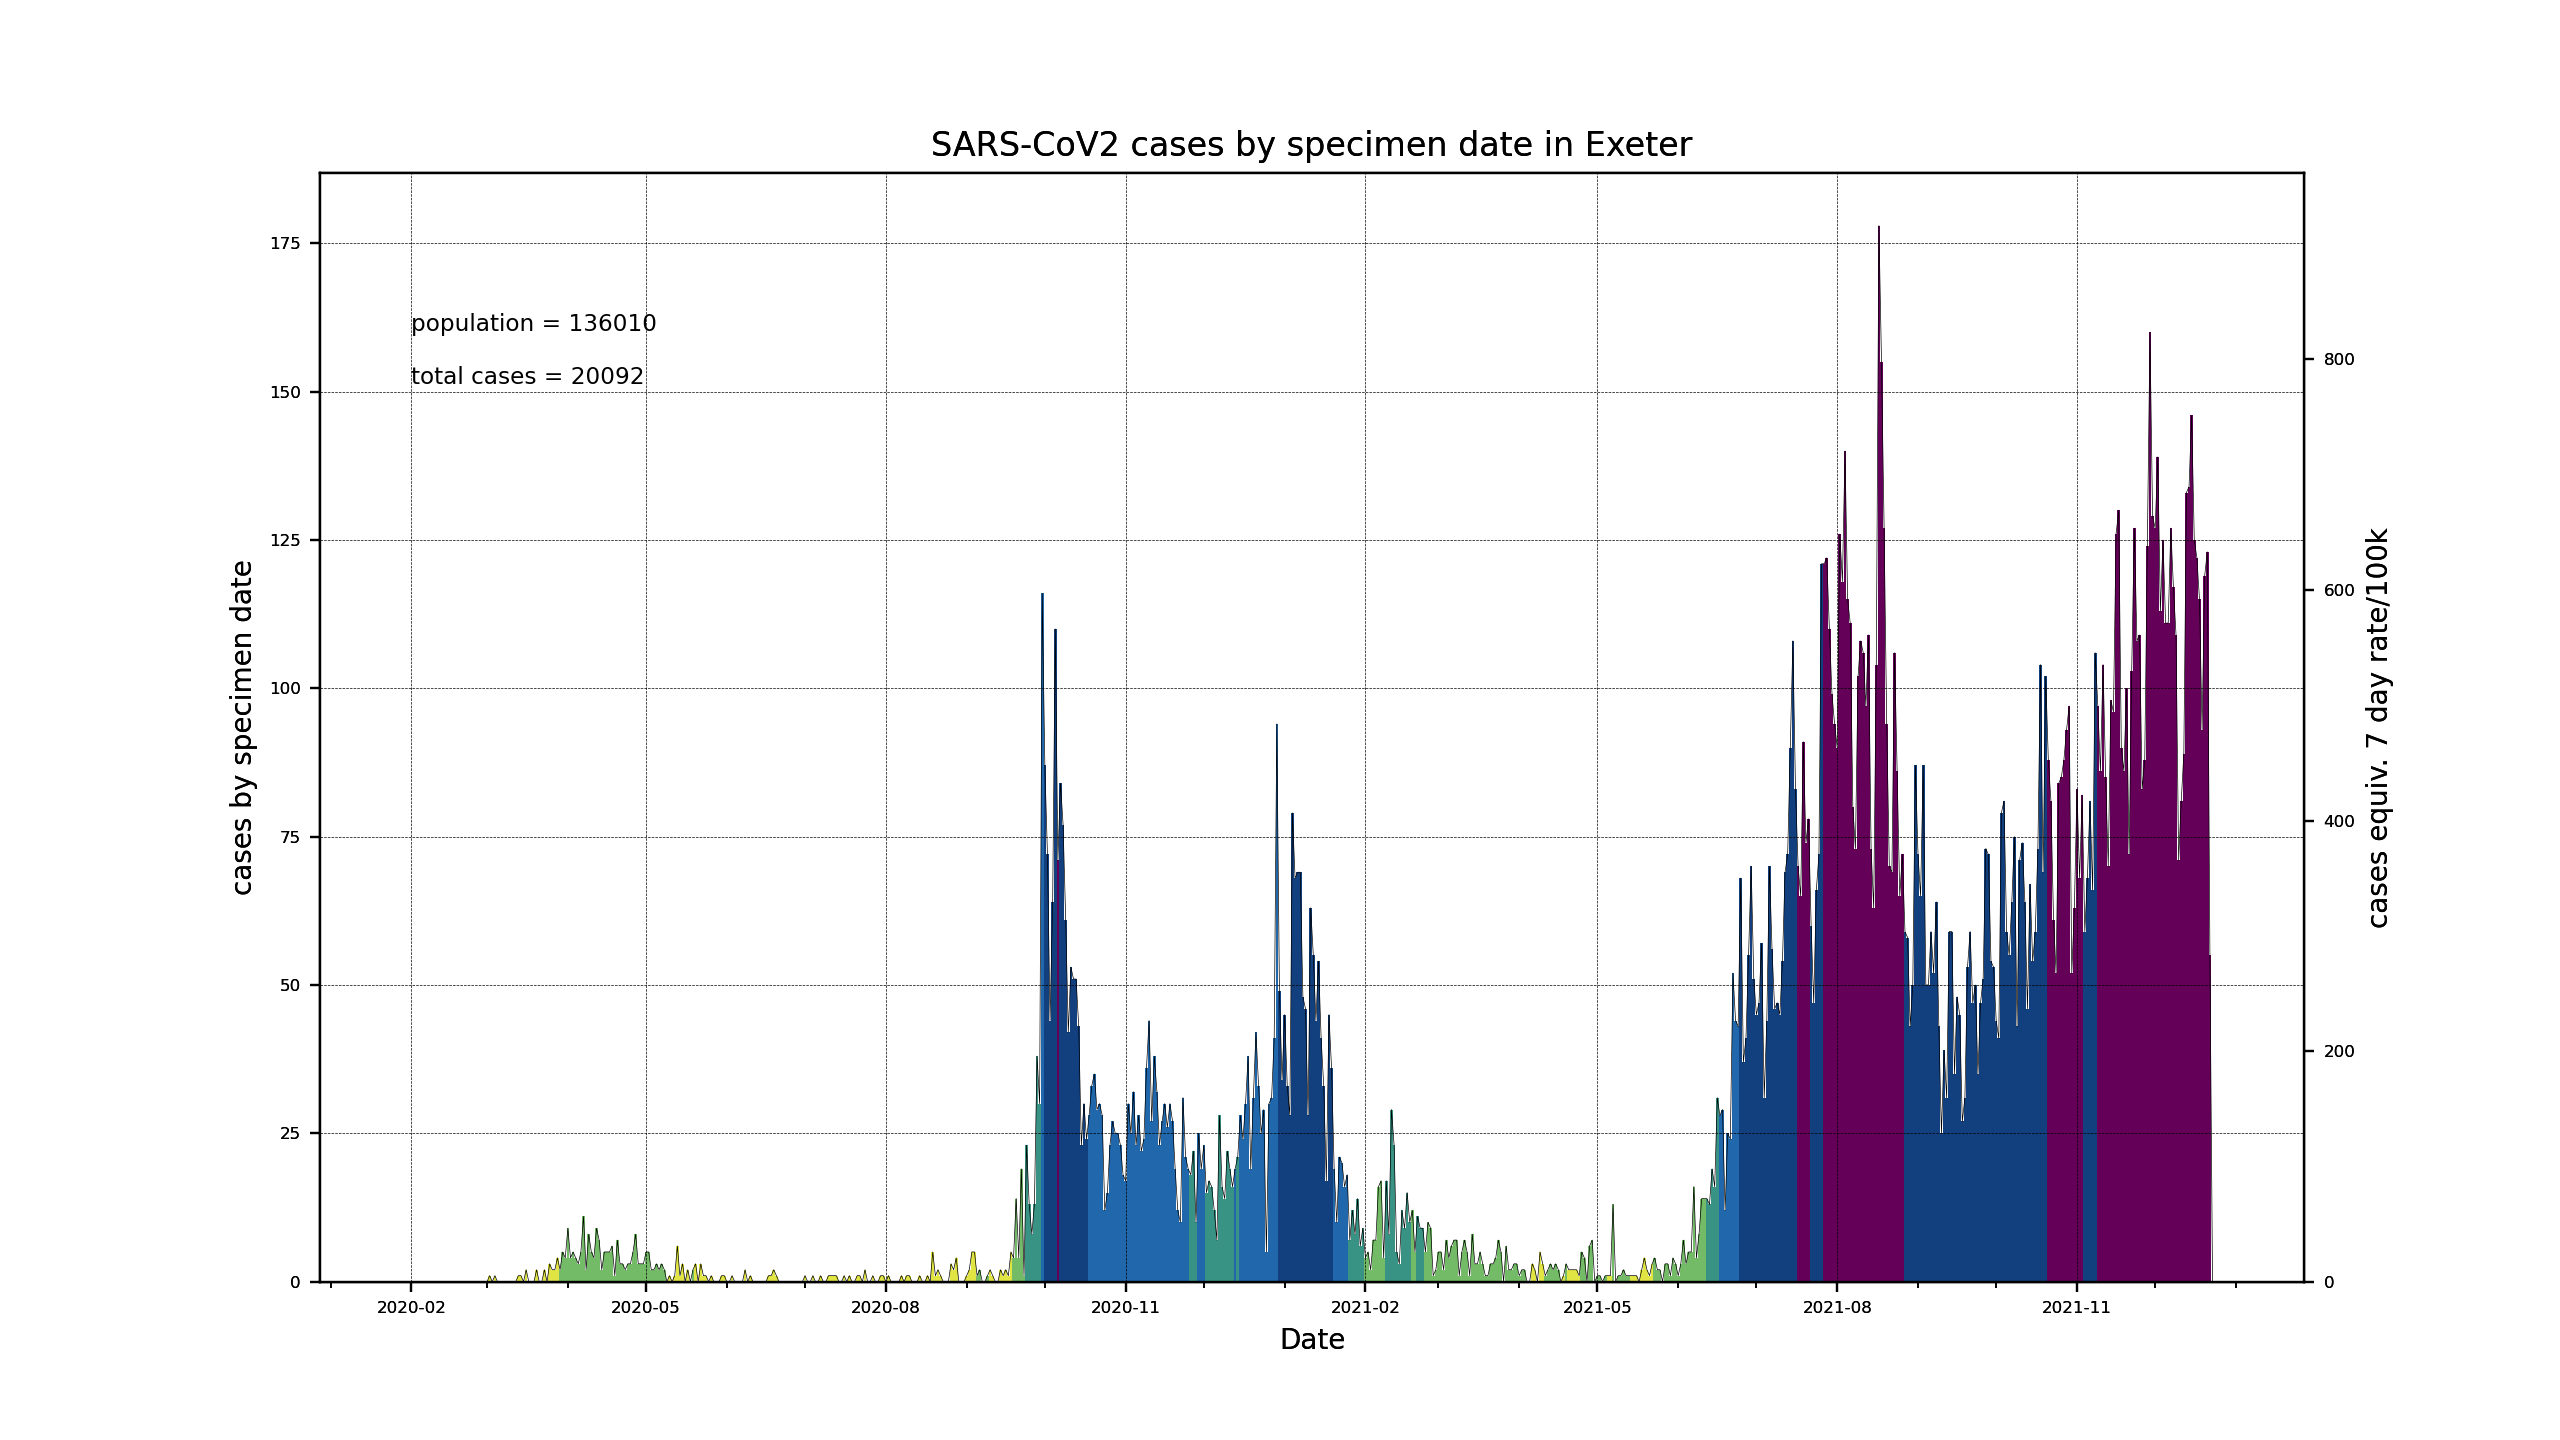 SARS-CoV2 cases by specimen date in Exeter
population = 136010
total cases = 20092
cases by specimen date
175
150
125
100
75
50
25
0
800
600
400
200
0
cases equiv. 7 day rate/100k
2020-02 2020-05 2020-08 2020-11 2021-02 2021-05 2021-08 2021-11
Date